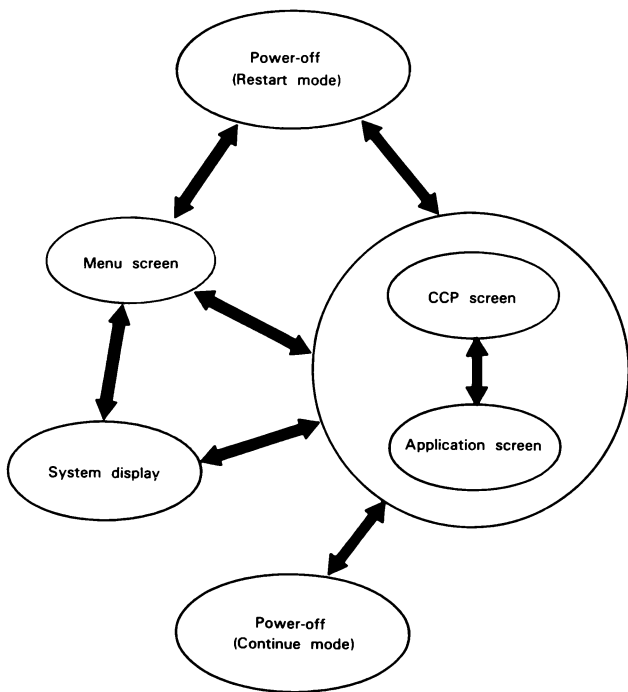 Power-off
(Restart mode)
Menu screen
CCP screen
Application screen
System display
Power-off
(Continue mode)